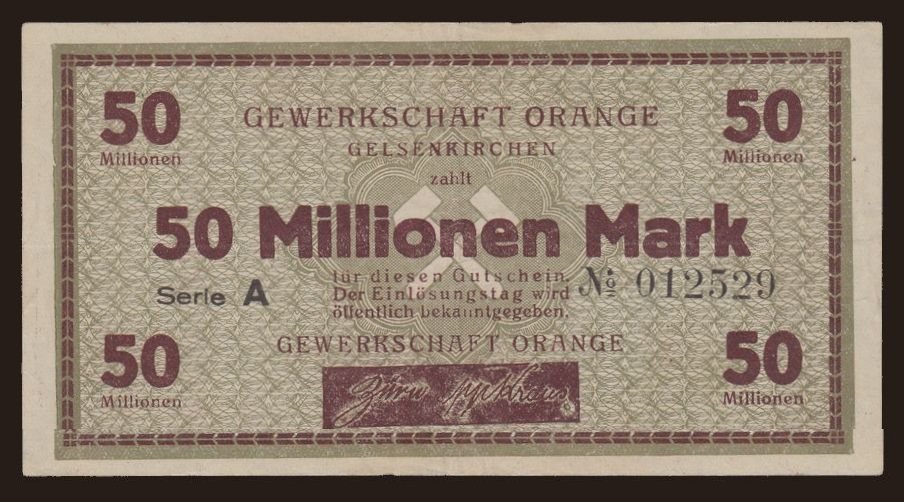 50 50
Millionen Millionen
GEWERKSCHAFT ORANGE
GELSENKIRCHEN
zahlt
50 Millionen Mark
für diesen Gutschein.
Der Einlösungstag wird
öffentlich bekanntgegeben.
Serie A
№ 012529
GEWERKSCHAFT ORANGE
50 50
Millionen Millionen